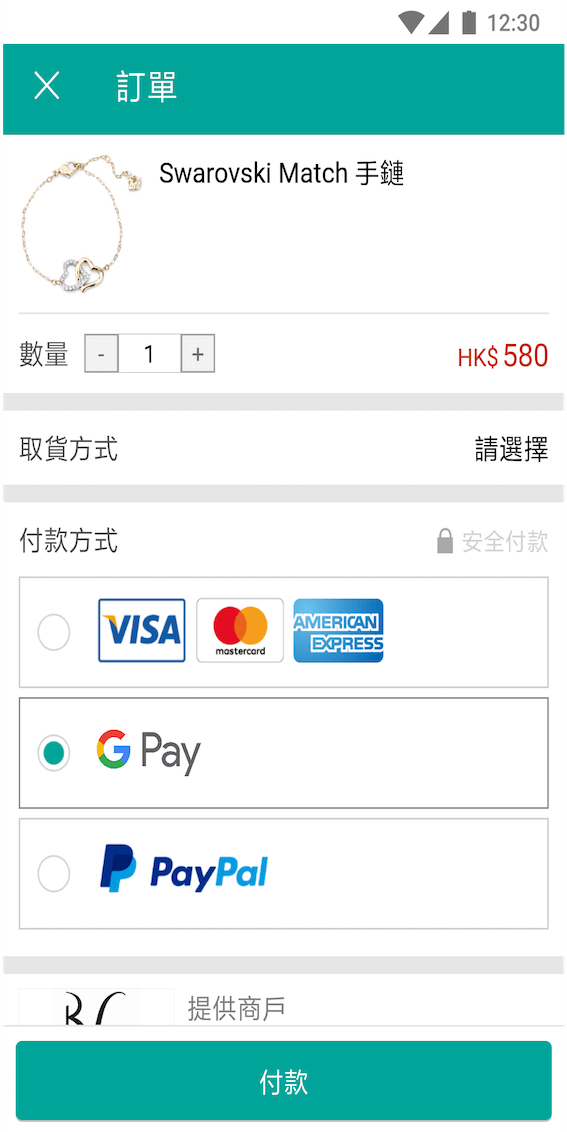 12:30
訂單
Swarovski Match 手鏈
數量 - 1 + HK$ 580
取貨方式 請選擇
付款方式 安全付款
VISA mastercard AMERICAN EXPRESS
G Pay
PayPal
提供商戶
付款